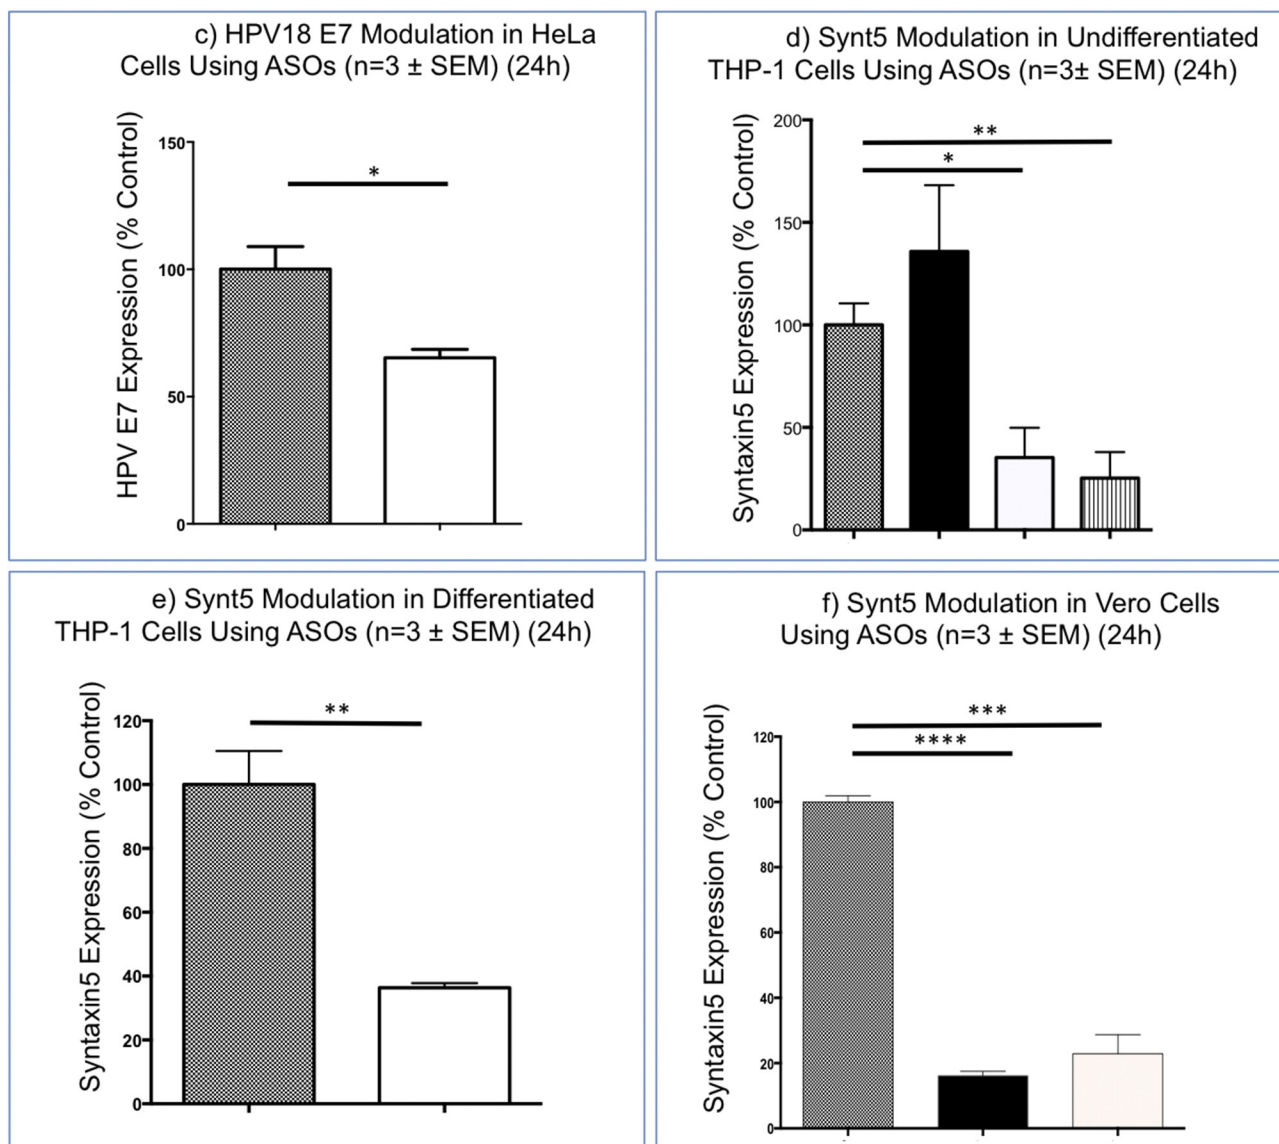 c) HPV18 E7 Modulation in HeLa
Cells Using ASOs (n=3 ± SEM) (24h)
HPV E7 Expression (% Control)
150
100
50
0
*
d) Synt5 Modulation in Undifferentiated
THP-1 Cells Using ASOs (n=3± SEM) (24h)
Syntaxin5 Expression (% Control)
200
150
100
50
0
**
*
e) Synt5 Modulation in Differentiated
THP-1 Cells Using ASOs (n=3 ± SEM) (24h)
Syntaxin5 Expression (% Control)
120
100
80
60
40
20
0
**
f) Synt5 Modulation in Vero Cells
Using ASOs (n=3 ± SEM) (24h)
Syntaxin5 Expression (% Control)
120
100
80
60
40
20
0
***
****